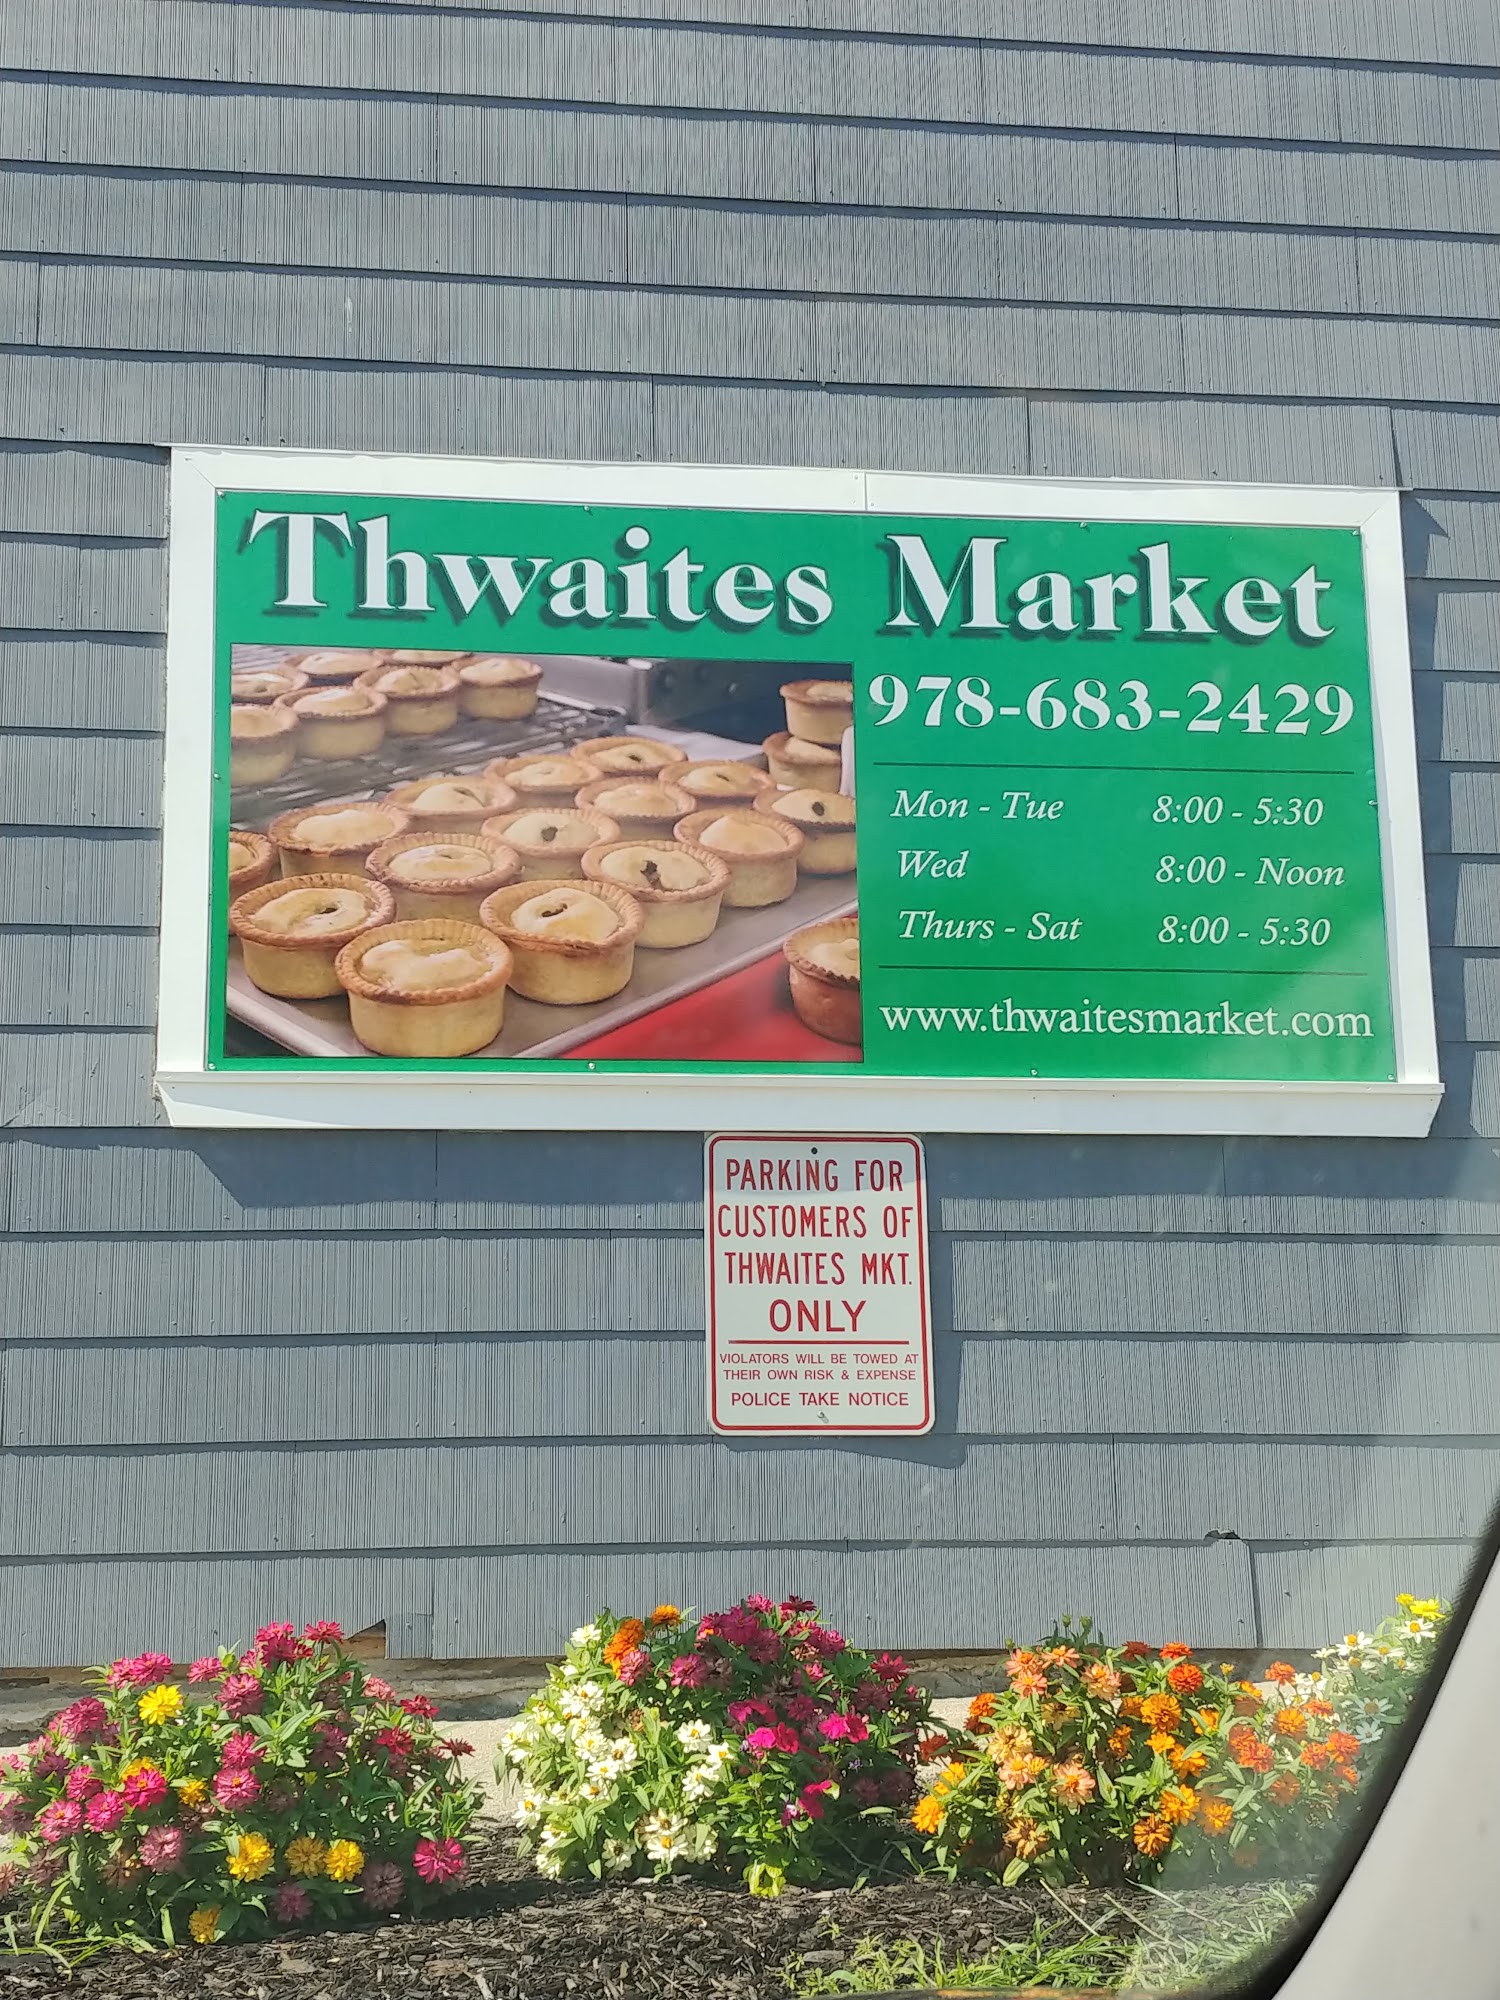 Thwaites Market
978-683-2429
Mon - Tue 8:00 - 5:30
Wed 8:00 - Noon
Thurs - Sat 8:00 - 5:30
www.thwaitesmarket.com
PARKING FOR
CUSTOMERS OF
THWAITES MKT.
ONLY
VIOLATORS WILL BE TOWED AT
THEIR OWN RISK & EXPENSE
POLICE TAKE NOTICE